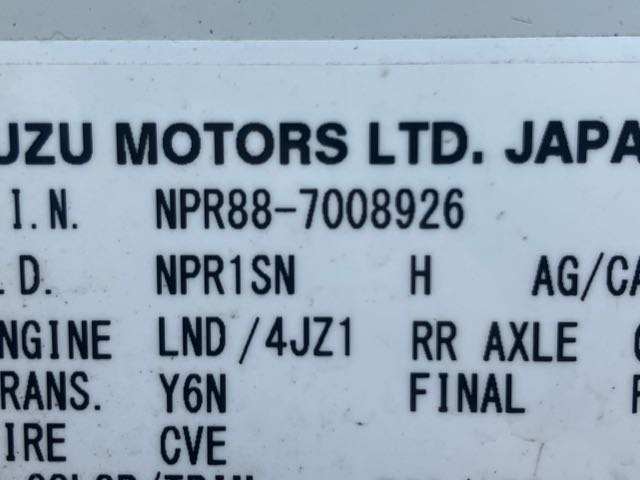 UZU MOTORS LTD. JAPA
I.N. NPR88-7008926
.D. NPR1SN H AG/CA
NGINE LND/4JZ1 RR AXLE
RANS. Y6N FINAL
IRE CVE